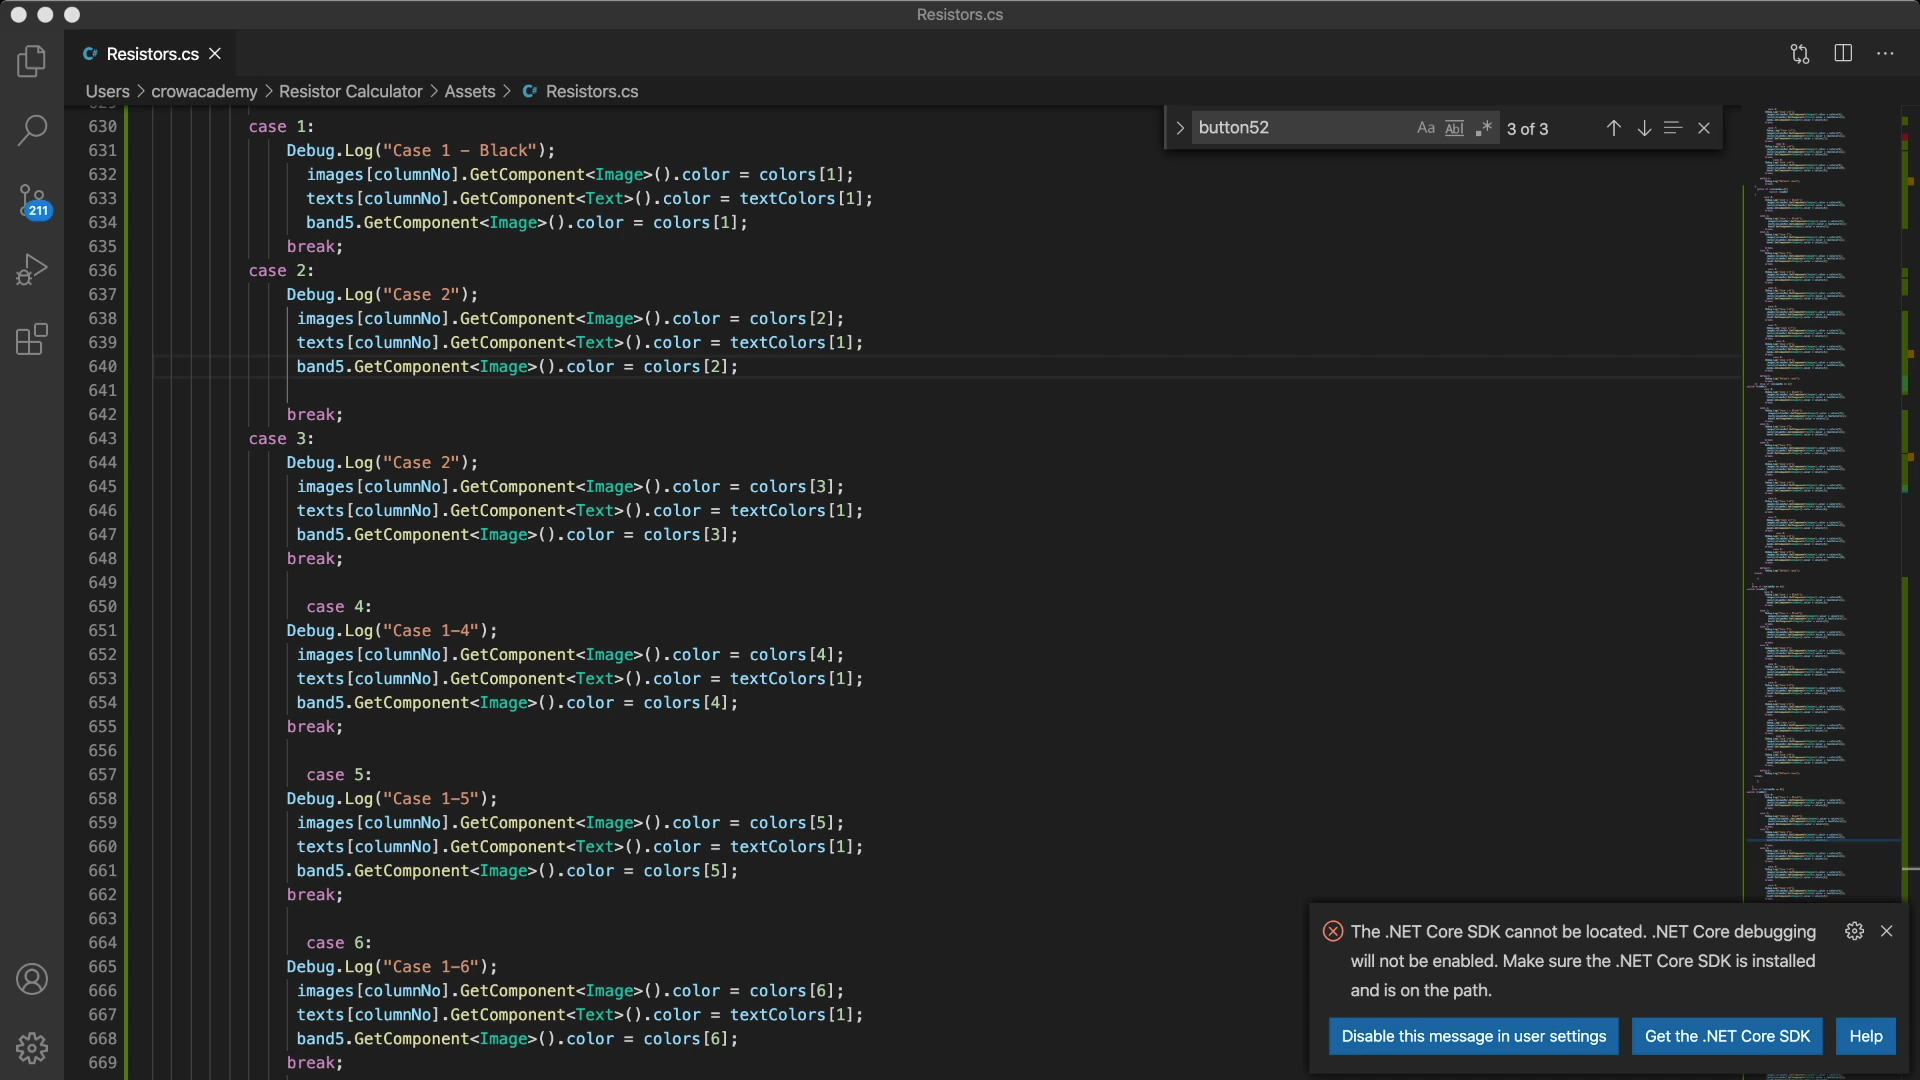 Resistors.cs
Resistors.cs
Users > crowacademy > Resistor Calculator > Assets > Resistors.cs
button52
Aa Abl .* 3 of 3
630 case 1:
631 Debug.Log("Case 1 – Black");
632 images[columnNo].GetComponent<Image>().color = colors[1];
633 texts[columnNo].GetComponent<Text>().color = textColors[1];
634 band5.GetComponent<Image>().color = colors[1];
635 break;
636 case 2:
637 Debug.Log("Case 2");
638 images[columnNo].GetComponent<Image>().color = colors[2];
639 texts[columnNo].GetComponent<Text>().color = textColors[1];
640 band5.GetComponent<Image>().color = colors[2];
641
642 break;
643 case 3:
644 Debug.Log("Case 2");
645 images[columnNo].GetComponent<Image>().color = colors[3];
646 texts[columnNo].GetComponent<Text>().color = textColors[1];
647 band5.GetComponent<Image>().color = colors[3];
648 break;
649
650 case 4:
651 Debug.Log("Case 1–4");
652 images[columnNo].GetComponent<Image>().color = colors[4];
653 texts[columnNo].GetComponent<Text>().color = textColors[1];
654 band5.GetComponent<Image>().color = colors[4];
655 break;
656
657 case 5:
658 Debug.Log("Case 1–5");
659 images[columnNo].GetComponent<Image>().color = colors[5];
660 texts[columnNo].GetComponent<Text>().color = textColors[1];
661 band5.GetComponent<Image>().color = colors[5];
662 break;
663
664 case 6:
665 Debug.Log("Case 1–6");
666 images[columnNo].GetComponent<Image>().color = colors[6];
667 texts[columnNo].GetComponent<Text>().color = textColors[1];
668 band5.GetComponent<Image>().color = colors[6];
669 break;
211
The .NET Core SDK cannot be located. .NET Core debugging
will not be enabled. Make sure the .NET Core SDK is installed
and is on the path.
Disable this message in user settings Get the .NET Core SDK Help